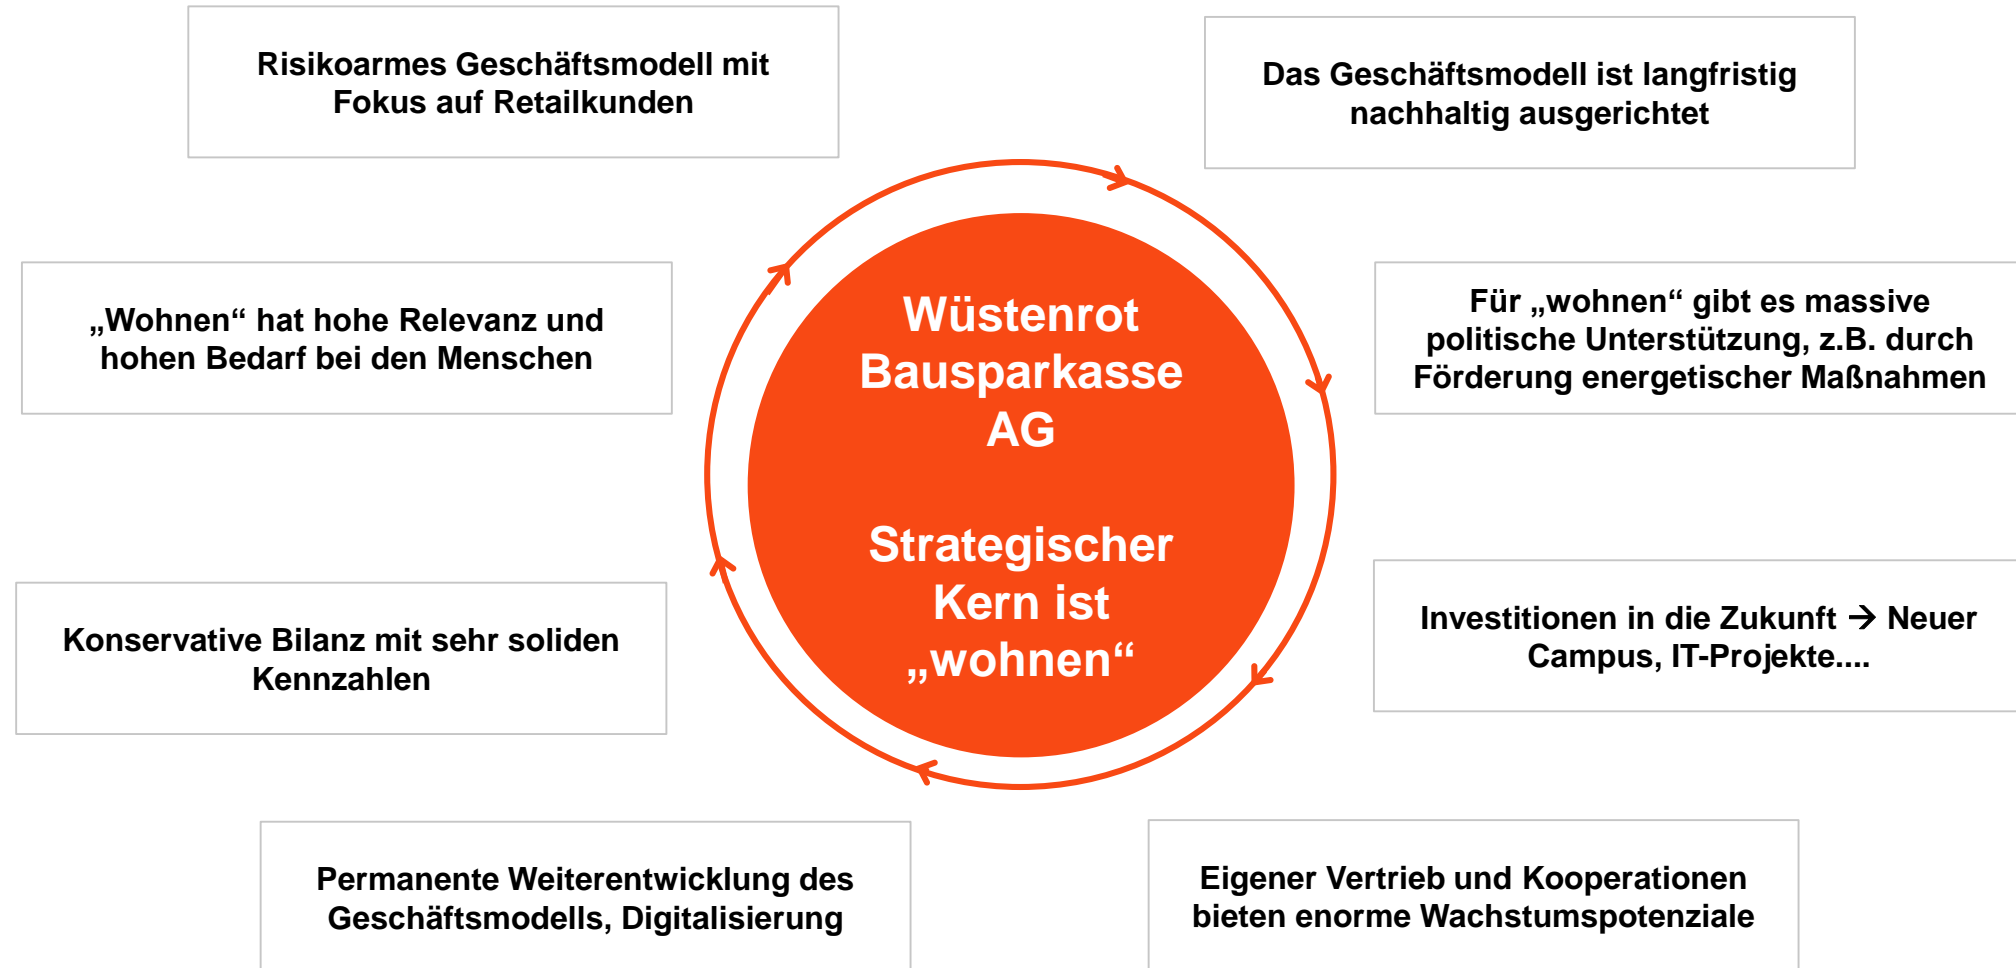 Risikoarmes Geschäftsmodell mit
Fokus auf Retailkunden
Das Geschäftsmodell ist langfristig
nachhaltig ausgerichtet
„Wohnen“ hat hohe Relevanz und
hohen Bedarf bei den Menschen
Wüstenrot
Bausparkasse
AG
Strategischer
Kern ist
„wohnen“
Für „wohnen“ gibt es massive
politische Unterstützung, z.B. durch
Förderung energetischer Maßnahmen
Konservative Bilanz mit sehr soliden
Kennzahlen
Investitionen in die Zukunft → Neuer
Campus, IT-Projekte....
Permanente Weiterentwicklung des
Geschäftsmodells, Digitalisierung
Eigener Vertrieb und Kooperationen
bieten enorme Wachstumspotenziale